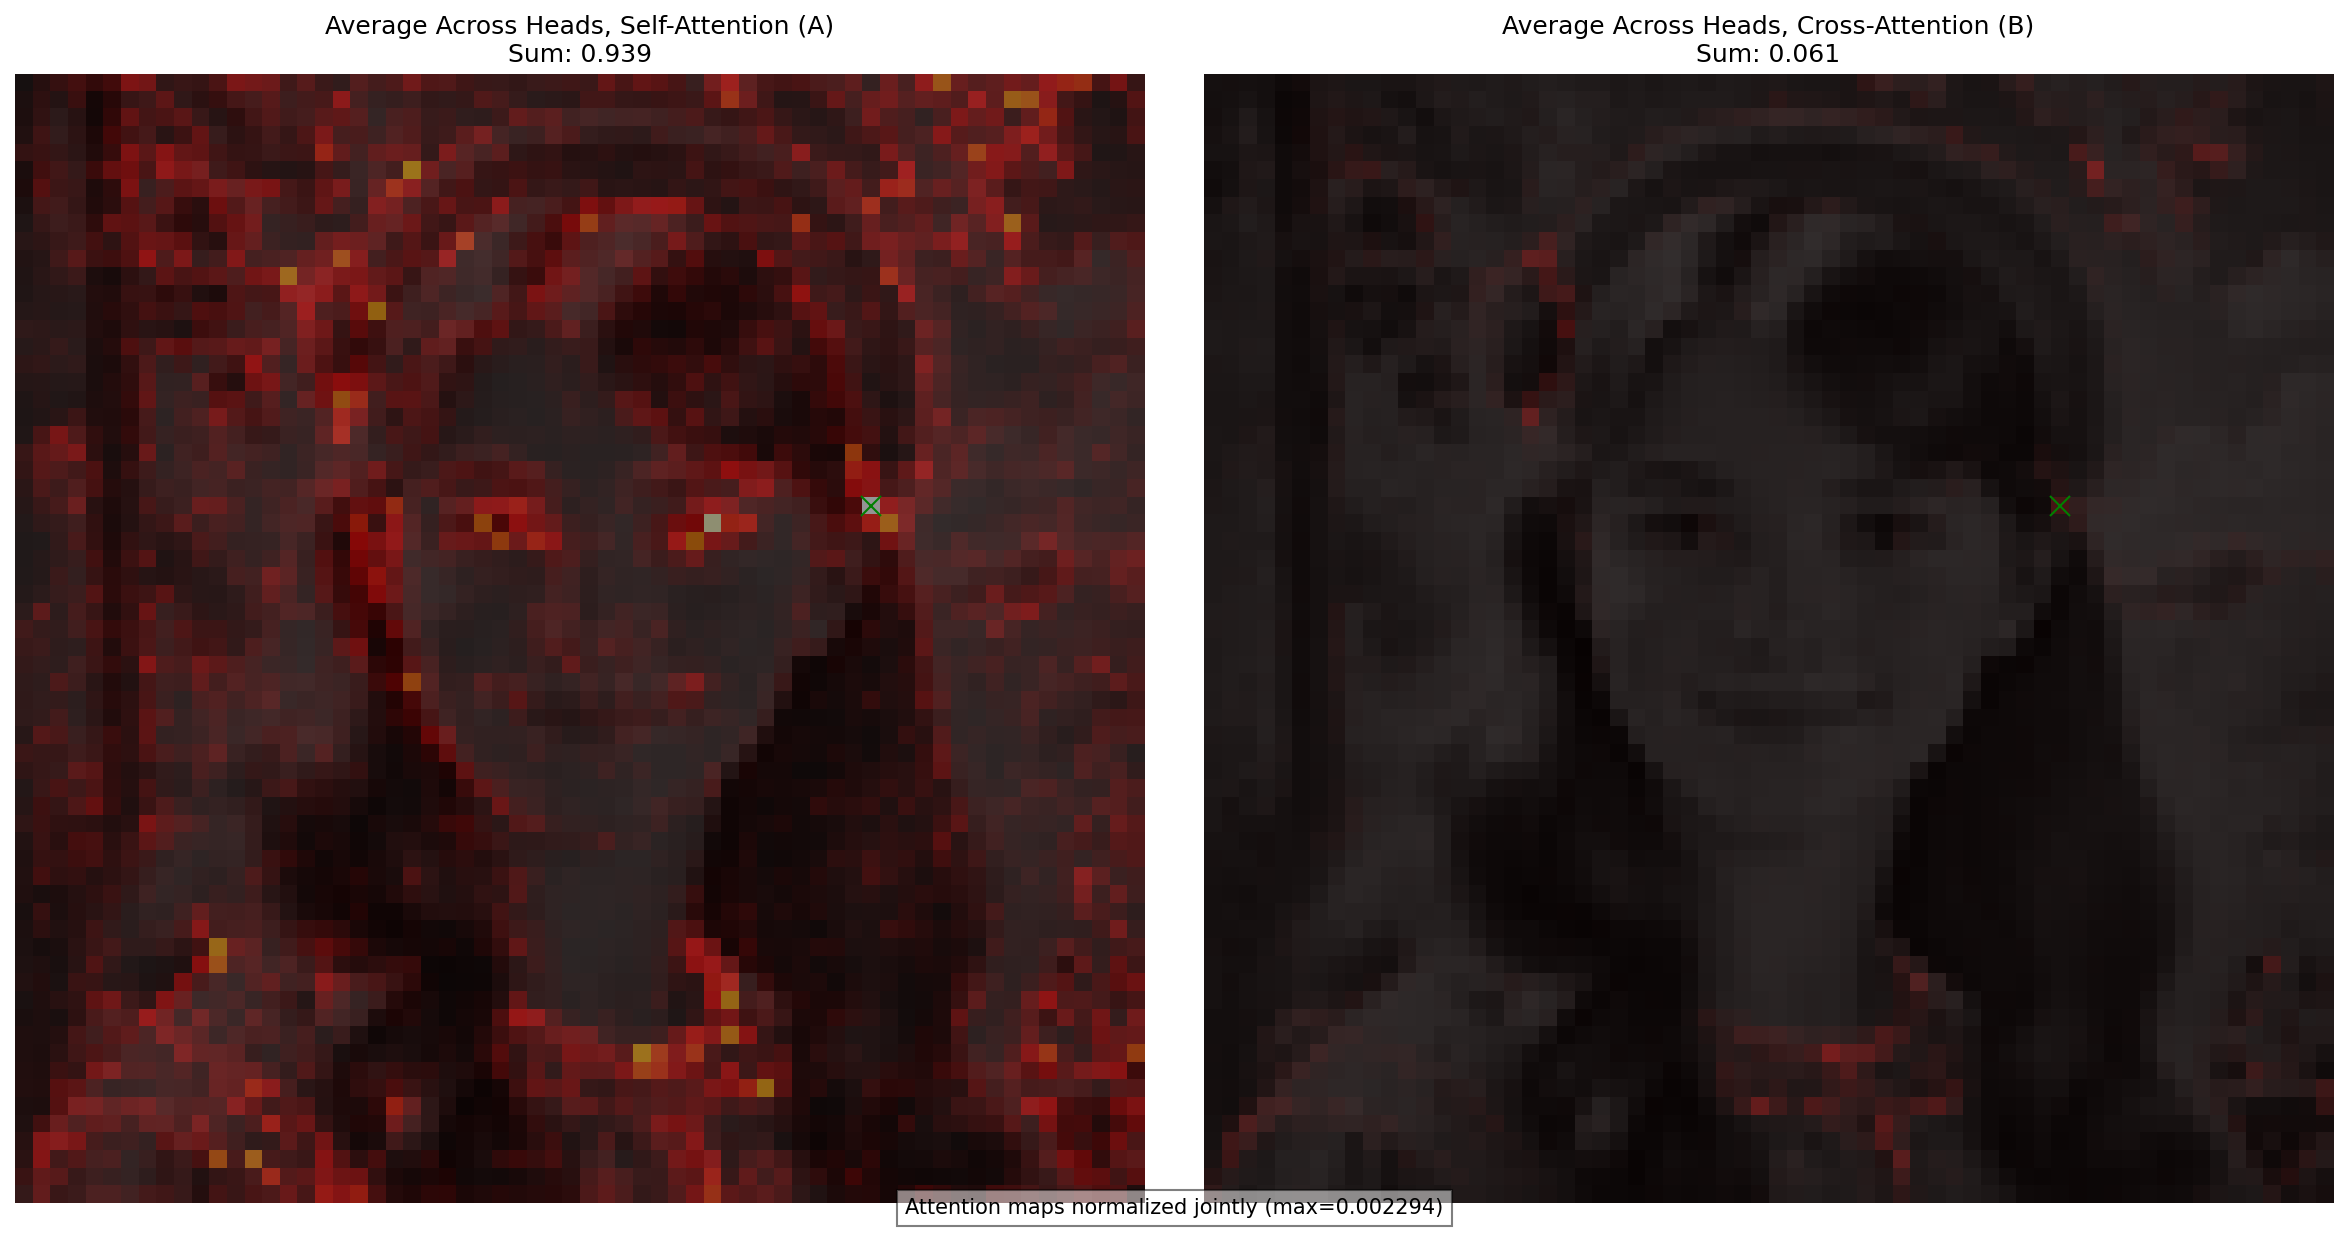 Average Across Heads, Self-Attention (A)
Sum: 0.939
Average Across Heads, Cross-Attention (B)
Sum: 0.061
Attention maps normalized jointly (max=0.002294)